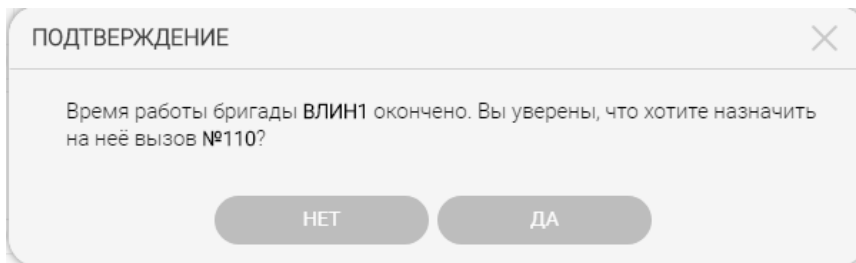 ПОДТВЕРЖДЕНИЕ
Время работы бригады ВЛИН1 окончено. Вы уверены, что хотите назначить
на неё вызов №110?
НЕТ ДА